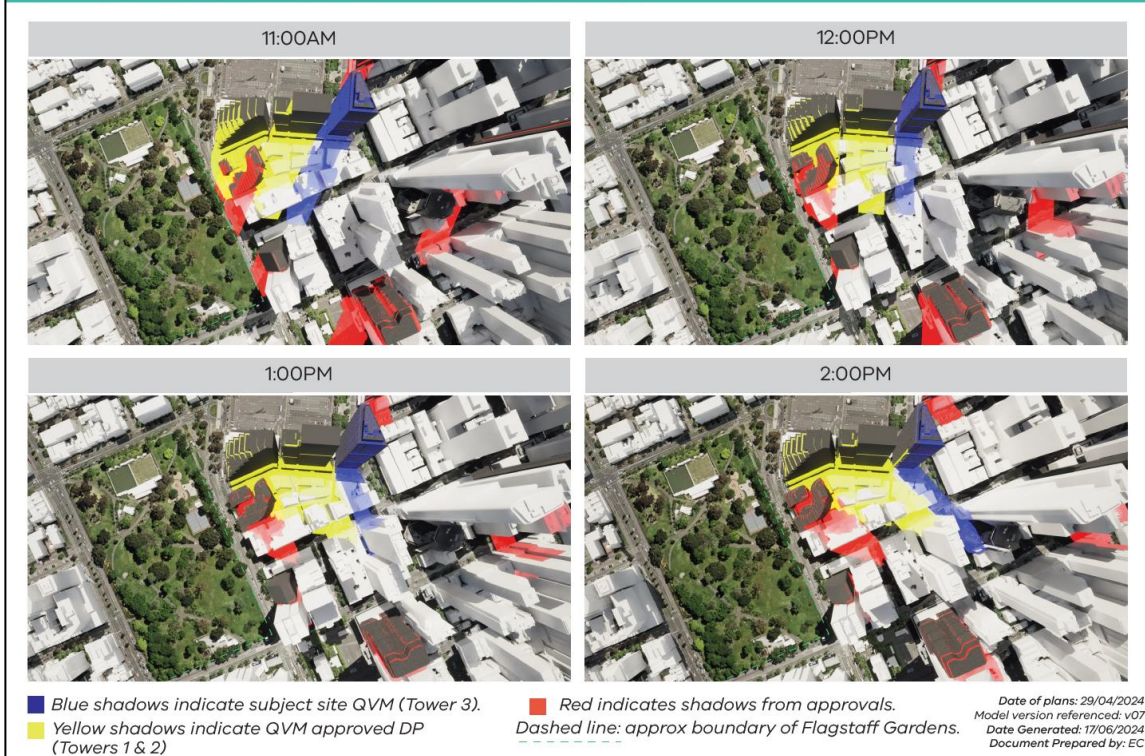 11:00AM
12:00PM
1:00PM
2:00PM
Blue shadows indicate subject site QVM (Tower 3).
Yellow shadows indicate QVM approved DP
(Towers 1 & 2)
Red indicates shadows from approvals.
Dashed line: approx boundary of Flagstaff Gardens.
Date of plans: 29/04/2024
Model version referenced: v07
Date Generated: 17/06/2024
Document Prepared by: EC